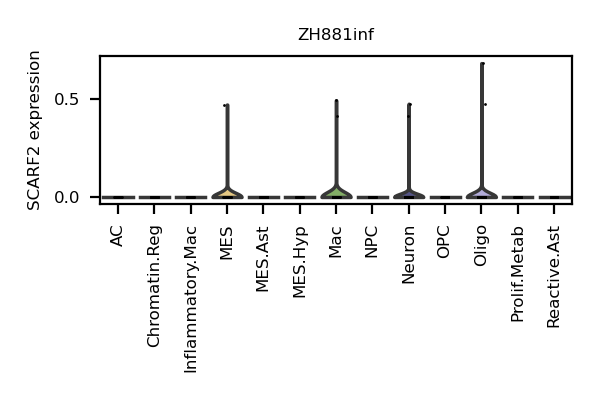 ZH881inf
SCARF2 expression
0.5
0.0
AC
Chromatin.Reg
Inflammatory.Mac
MES
MES.Ast
MES.Hyp
Mac
NPC
Neuron
OPC
Oligo
Prolif.Metab
Reactive.Ast